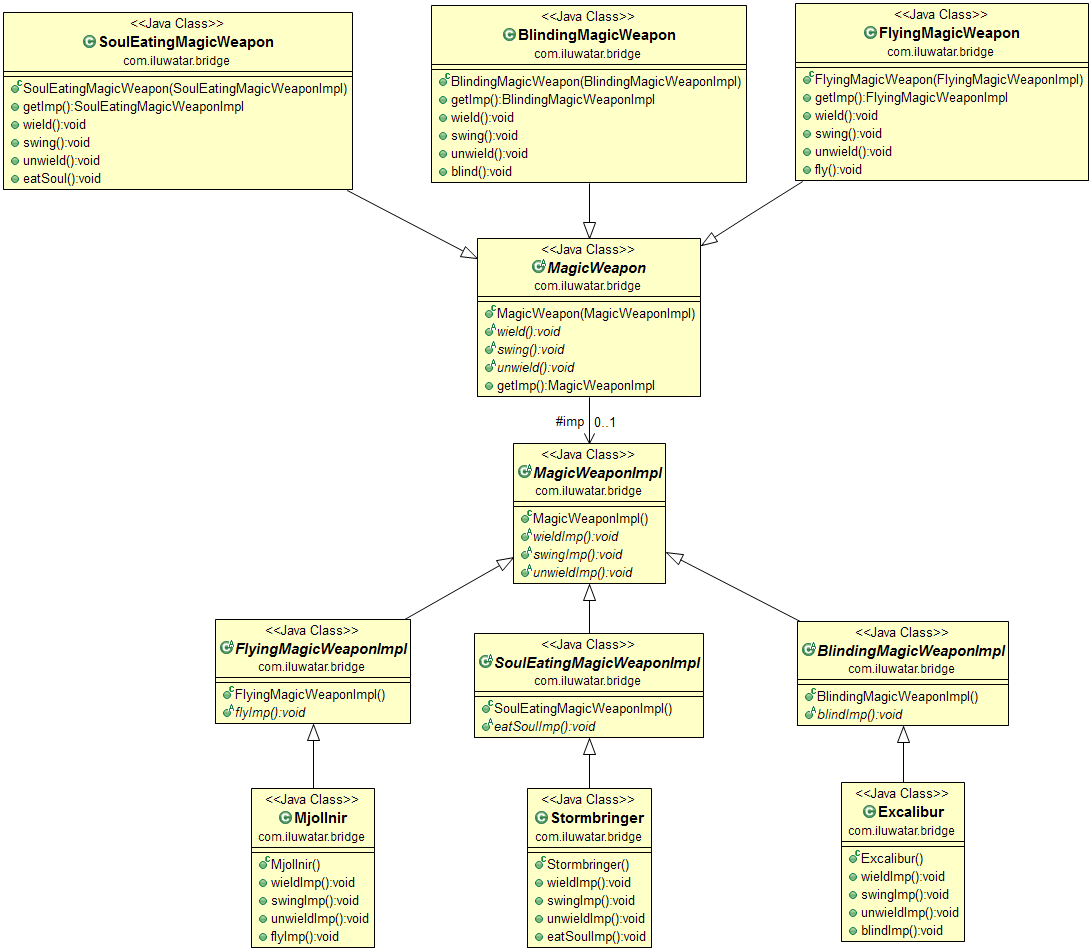 <<Java Class>>
SoulEatingMagicWeapon
com.iluwatar.bridge
SoulEatingMagicWeapon(SoulEatingMagicWeaponImpl)
getImp():SoulEatingMagicWeaponImpl
wield():void
swing():void
unwield():void
eatSoul():void
<<Java Class>>
BlindingMagicWeapon
com.iluwatar.bridge
BlindingMagicWeapon(BlindingMagicWeaponImpl)
getImp():BlindingMagicWeaponImpl
wield():void
swing():void
unwield():void
blind():void
<<Java Class>>
FlyingMagicWeapon
com.iluwatar.bridge
FlyingMagicWeapon(FlyingMagicWeaponImpl)
getImp():FlyingMagicWeaponImpl
wield():void
swing():void
unwield():void
fly():void
<<Java Class>>
MagicWeapon
com.iluwatar.bridge
MagicWeapon(MagicWeaponImpl)
wield():void
swing():void
unwield():void
getImp():MagicWeaponImpl
#imp 0..1
<<Java Class>>
MagicWeaponImpl
com.iluwatar.bridge
MagicWeaponImpl()
wieldImp():void
swingImp():void
unwieldImp():void
<<Java Class>>
FlyingMagicWeaponImpl
com.iluwatar.bridge
FlyingMagicWeaponImpl()
flyImp():void
<<Java Class>>
SoulEatingMagicWeaponImpl
com.iluwatar.bridge
SoulEatingMagicWeaponImpl()
eatSoulImp():void
<<Java Class>>
BlindingMagicWeaponImpl
com.iluwatar.bridge
BlindingMagicWeaponImpl()
blindImp():void
<<Java Class>>
Mjollnir
com.iluwatar.bridge
Mjollnir()
wieldImp():void
swingImp():void
unwieldImp():void
flyImp():void
<<Java Class>>
Stormbringer
com.iluwatar.bridge
Stormbringer()
wieldImp():void
swingImp():void
unwieldImp():void
eatSoulImp():void
<<Java Class>>
Excalibur
com.iluwatar.bridge
Excalibur()
wieldImp():void
swingImp():void
unwieldImp():void
blindImp():void